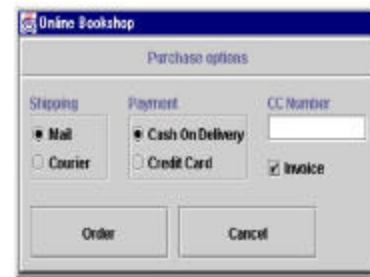 Online Bookshop
Purchase options
Shipping
Payment
CC Number
Mail
Cash On Delivery
Courier
Credit Card
Invoice
Order
Cancel